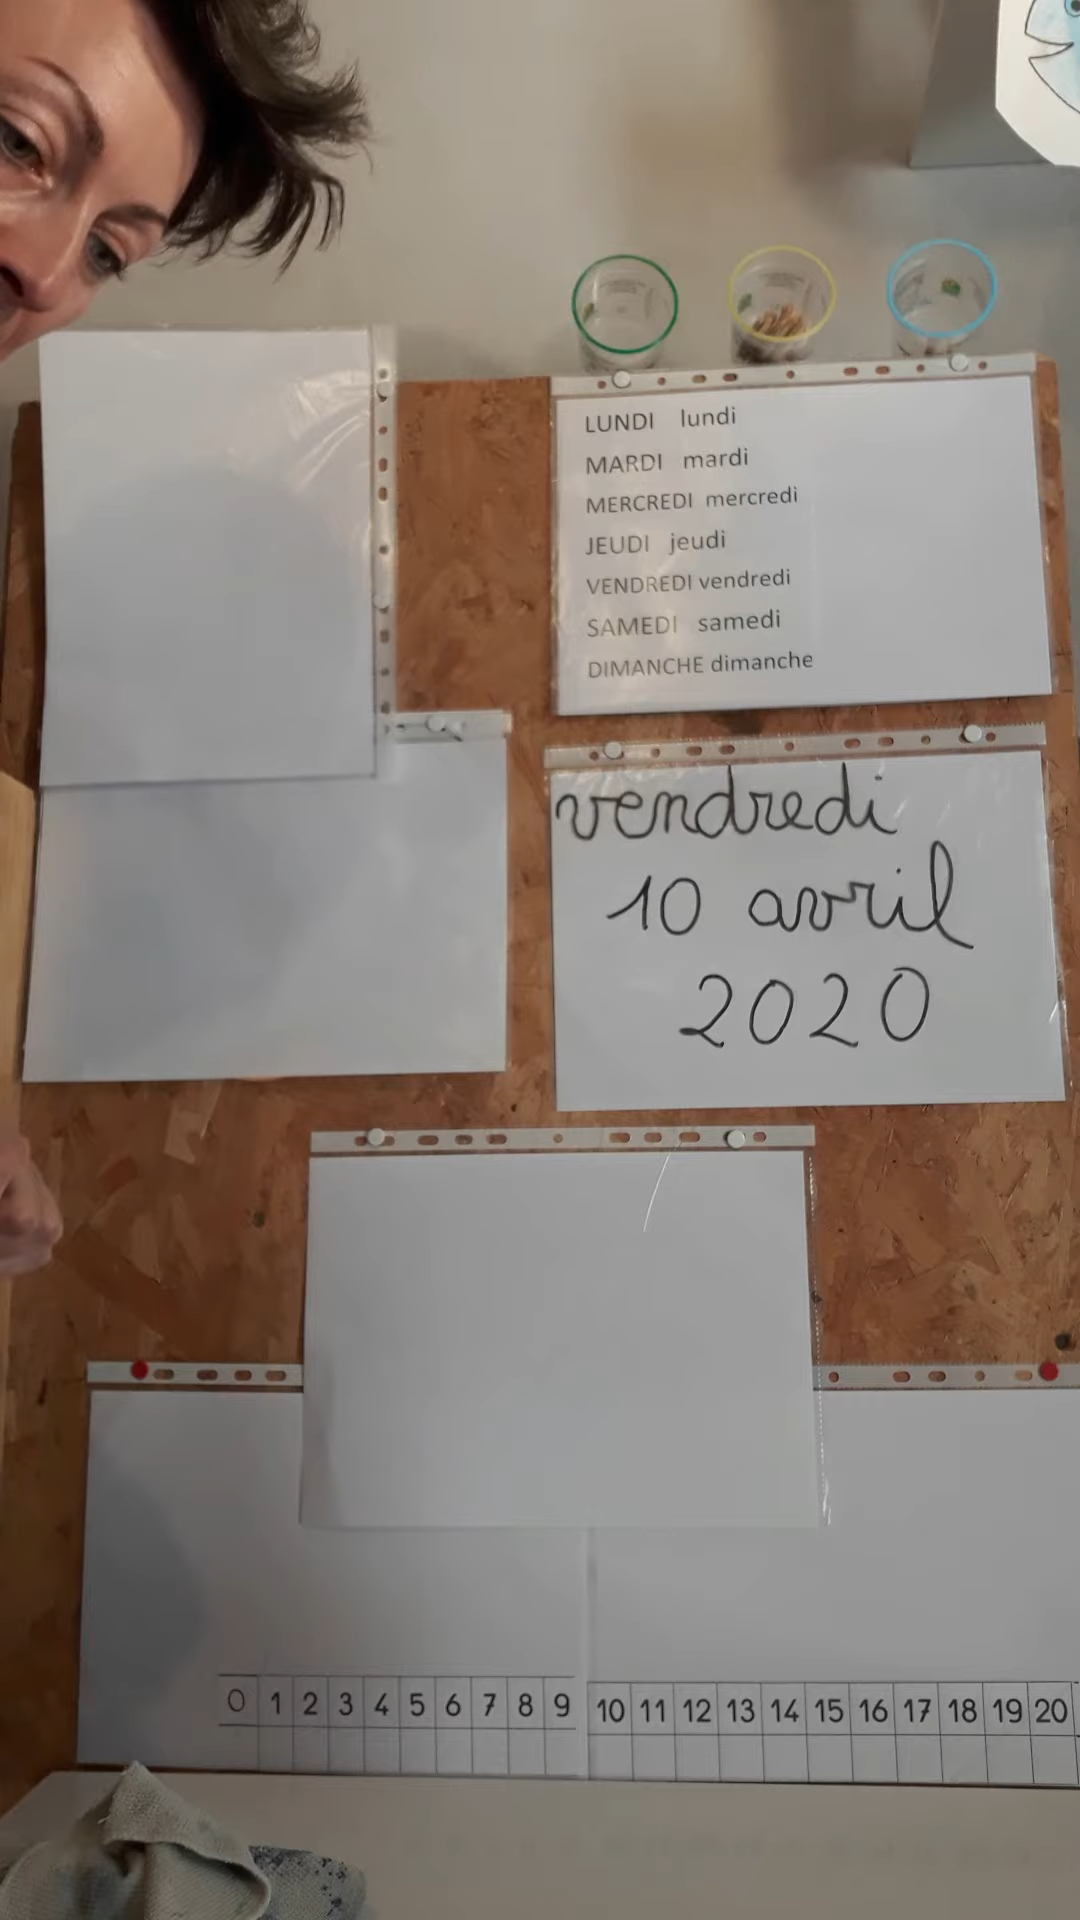 LUNDI lundi
MARDI mardi
MERCREDI mercredi
JEUDI jeudi
VENDREDI vendredi
SAMEDI samedi
DIMANCHE dimanche
vendredi
10 avril
2020
0 1 2 3 4 5 6 7 8 9 10 11 12 13 14 15 16 17 18 19 20